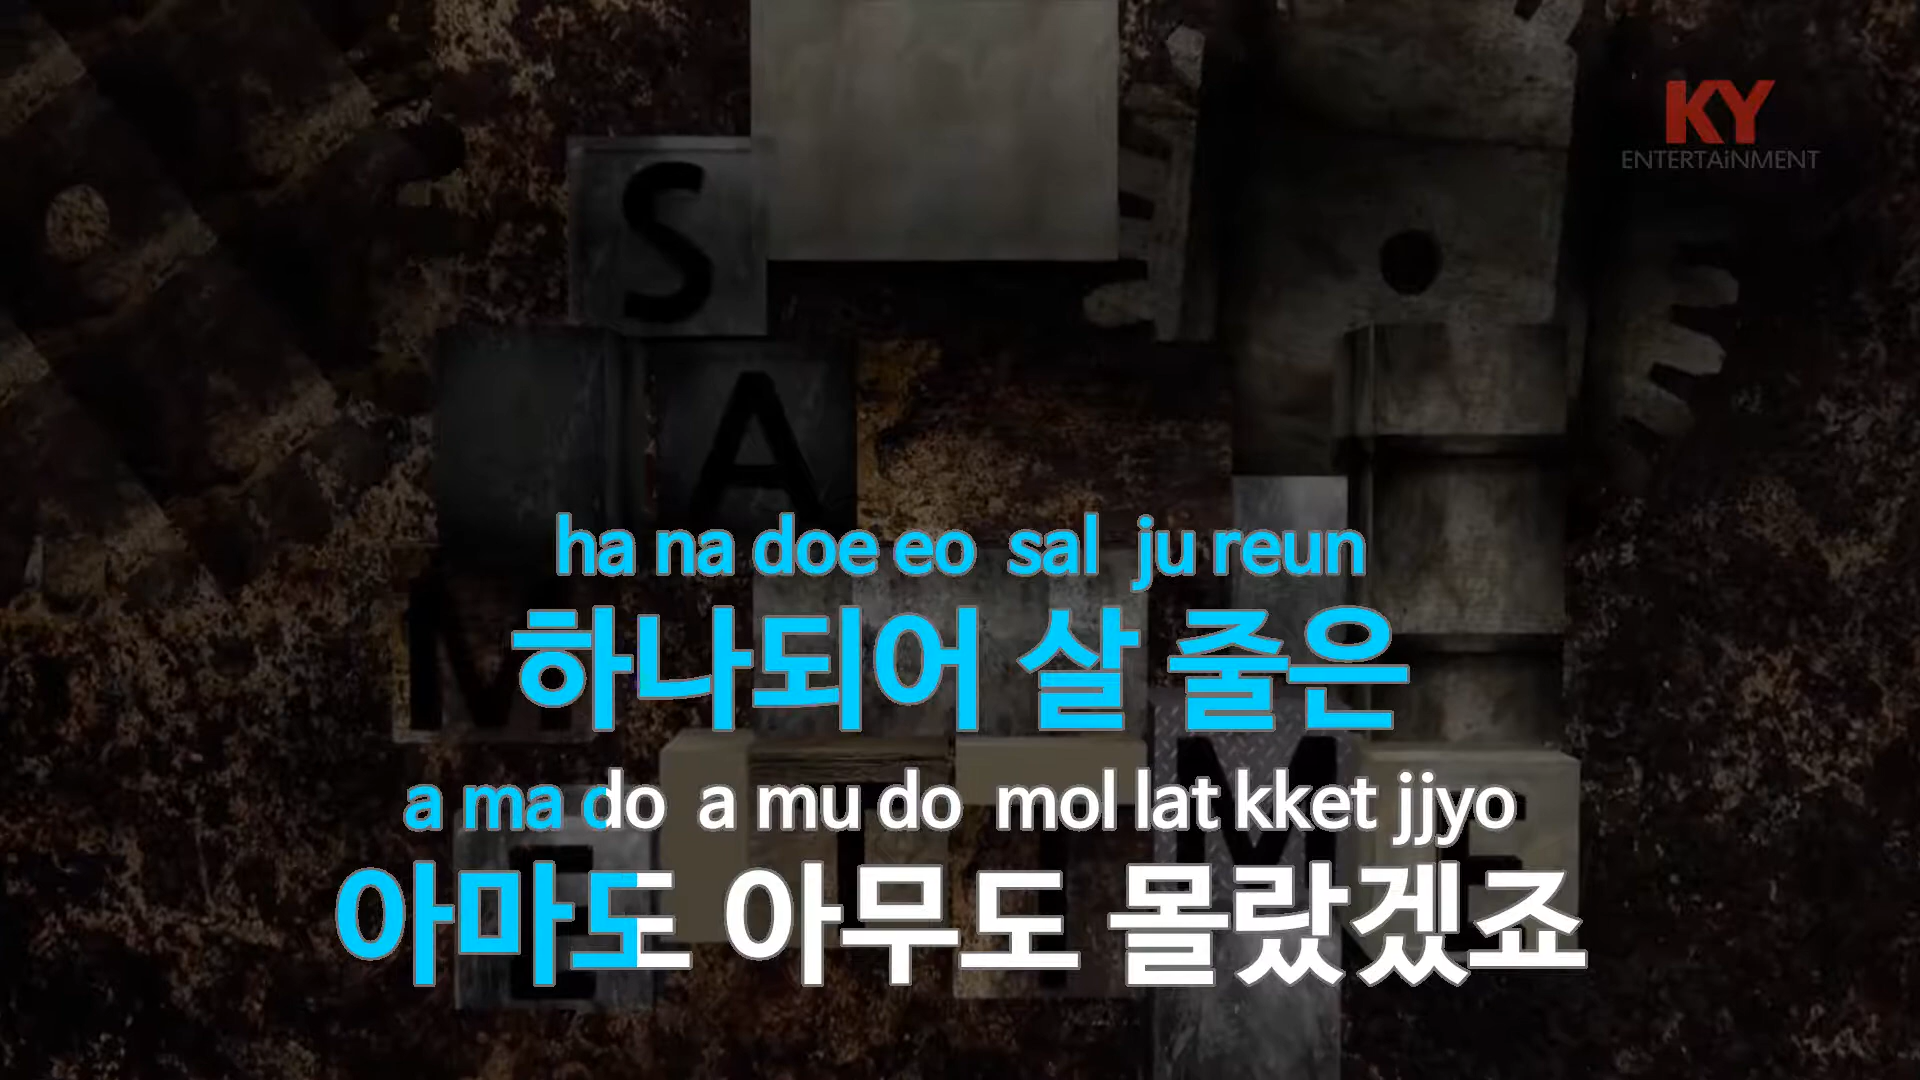 KY
ENTERTAiNMENT
S
A
ha na doe eo sal ju reun
하나되어 살 줄은
M
a ma do a mu do mol lat kket jjyo
아마도 아무도 몰랐겠죠
E T I M E